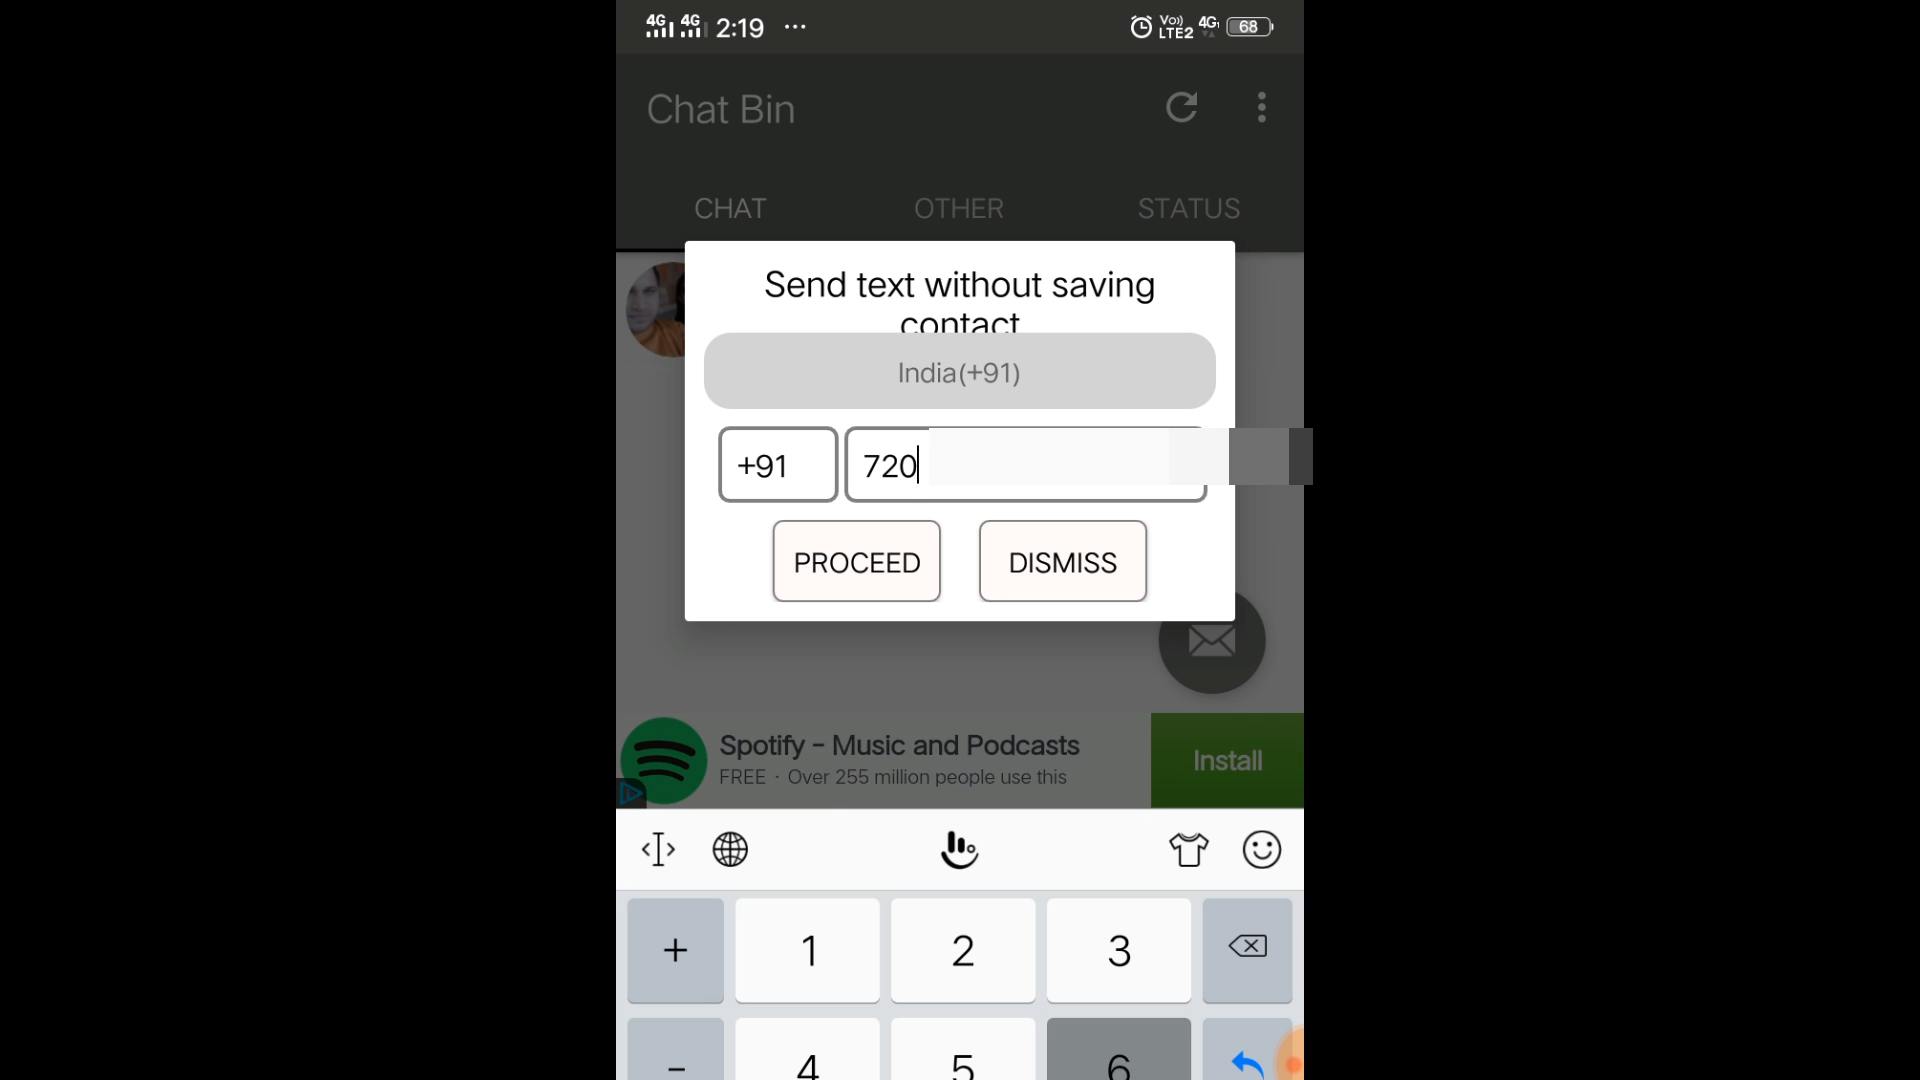 4G 4G 2:19 ... Vo)) LTE2 4G 68
Chat Bin
CHAT OTHER STATUS
Send text without saving
contact
India(+91)
+91 720
PROCEED DISMISS
Spotify - Music and Podcasts
FREE · Over 255 million people use this
Install
+ 1 2 3
- 4 5 6